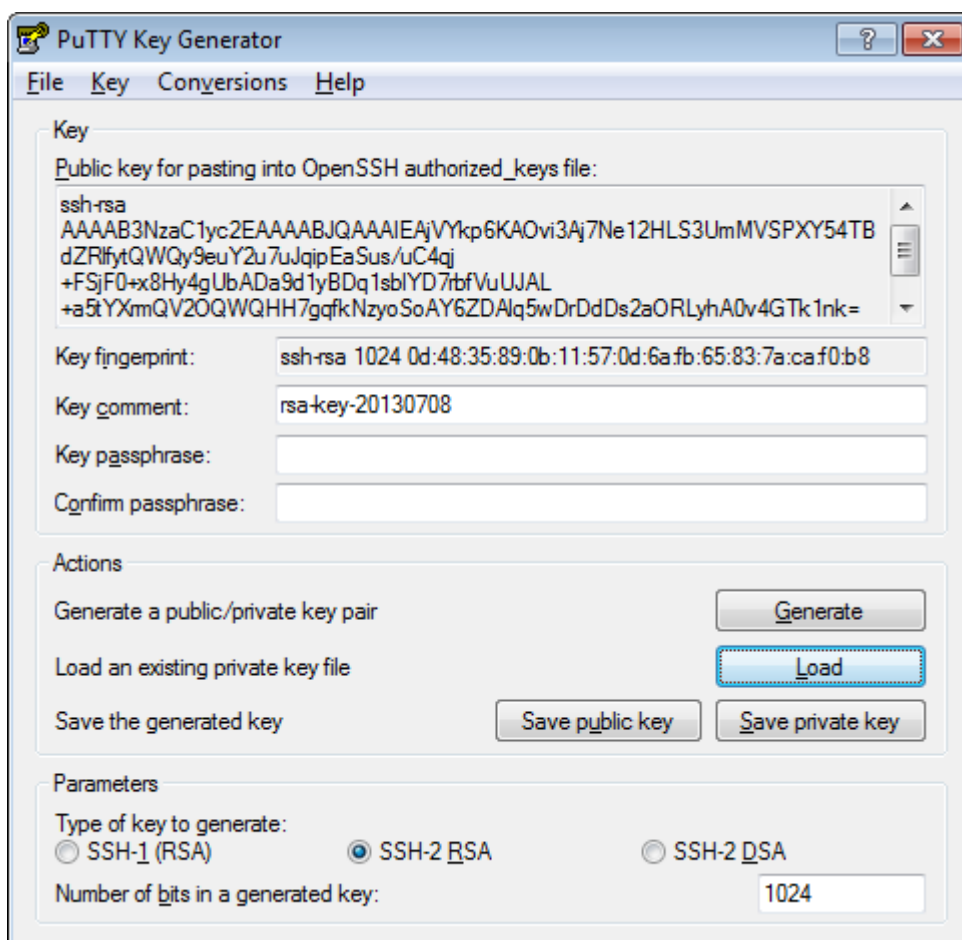 PuTTY Key Generator
File Key Conversions Help
Key
Public key for pasting into OpenSSH authorized_keys file:
ssh-rsa
AAAAB3NzaC1yc2EAAAABJQAAAIEAjVYkp6KAOvi3Aj7Ne12HLS3UmMVSPXY54TB
dZRlfytQWQy9euY2u7uJqipEaSus/uC4qj
+FSjF0+x8Hy4gUbADa9d1yBDq1sbIYD7rbfVuUJAL
+a5tYXrmQV2OQWQHH7gqfkNzyoSoAY6ZDAlq5wDrDdDs2aORLyhA0v4GTk1nk=
Key fingerprint: ssh-rsa 1024 0d:48:35:89:0b:11:57:0d:6a:fb:65:83:7a:ca:f0:b8
Key comment: rsa-key-20130708
Key passphrase:
Confirm passphrase:
Actions
Generate a public/private key pair Generate
Load an existing private key file Load
Save the generated key Save public key Save private key
Parameters
Type of key to generate:
SSH-1 (RSA) SSH-2 RSA SSH-2 DSA
Number of bits in a generated key: 1024